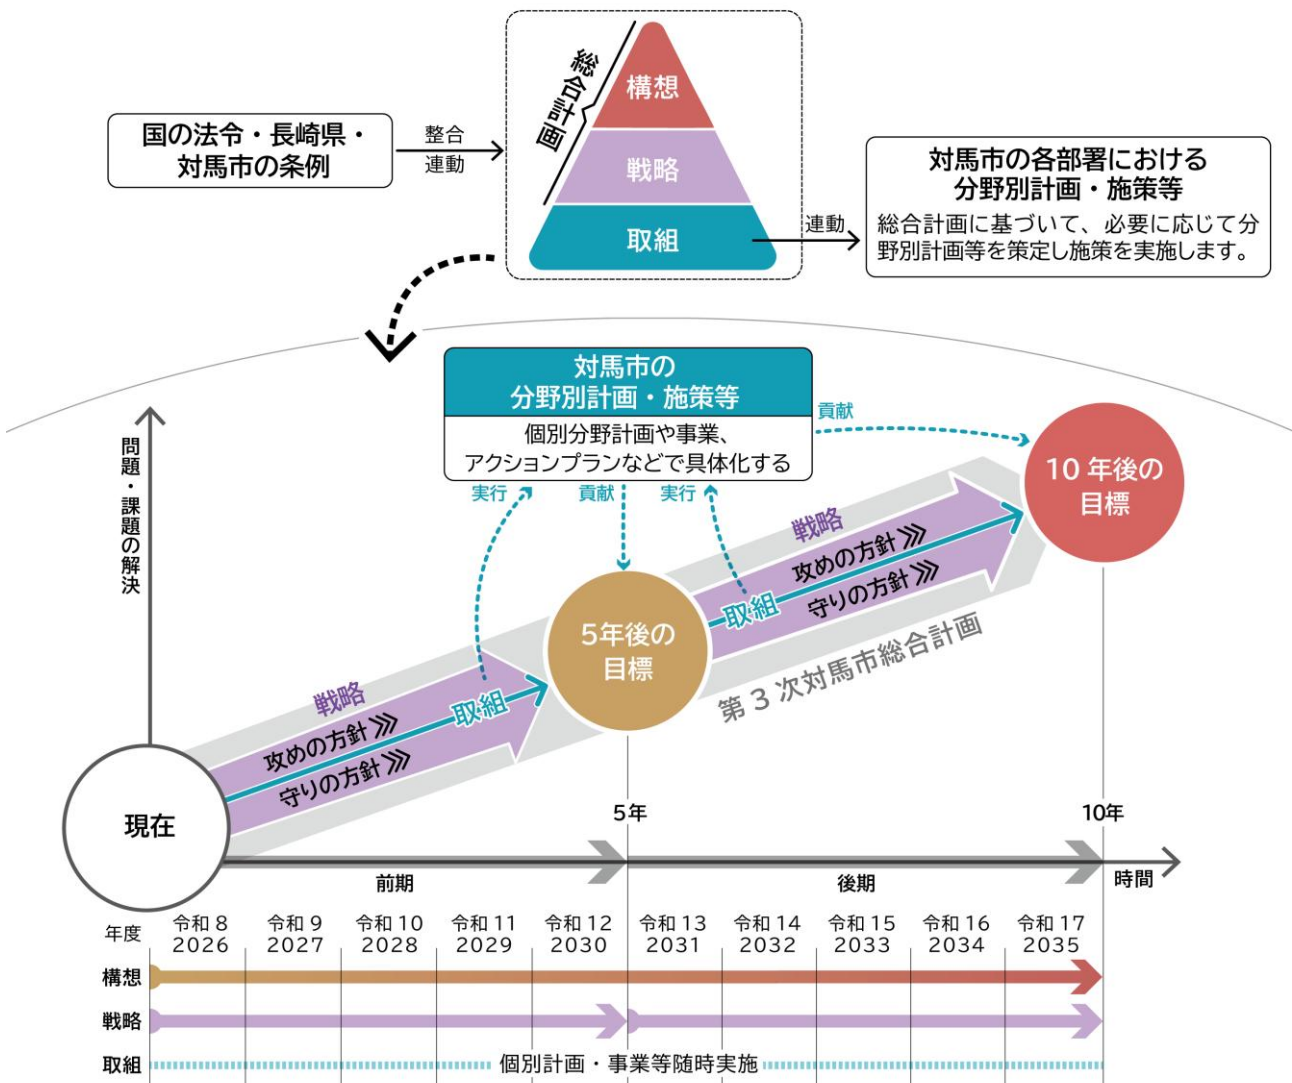 総合計画
構想
戦略
取組
国の法令・長崎県・
対馬市の条例
整合
連動
連動
対馬市の各部署における
分野別計画・施策等
総合計画に基づいて、必要に応じて分
野別計画等を策定し施策を実施します。
対馬市の
分野別計画・施策等
個別分野計画や事業、
アクションプランなどで具体化する
実行
貢献
実行
貢献
問題・課題の解決
10年後の
目標
戦略
攻めの方針
取組
守りの方針
5年後の
目標
第3次対馬市総合計画
戦略
取組
攻めの方針
守りの方針
現在
5年
10年
前期
後期
時間
年度
令和8
2026
令和9
2027
令和10
2028
令和11
2029
令和12
2030
令和13
2031
令和14
2032
令和15
2033
令和16
2034
令和17
2035
構想
戦略
取組
個別計画・事業等随時実施